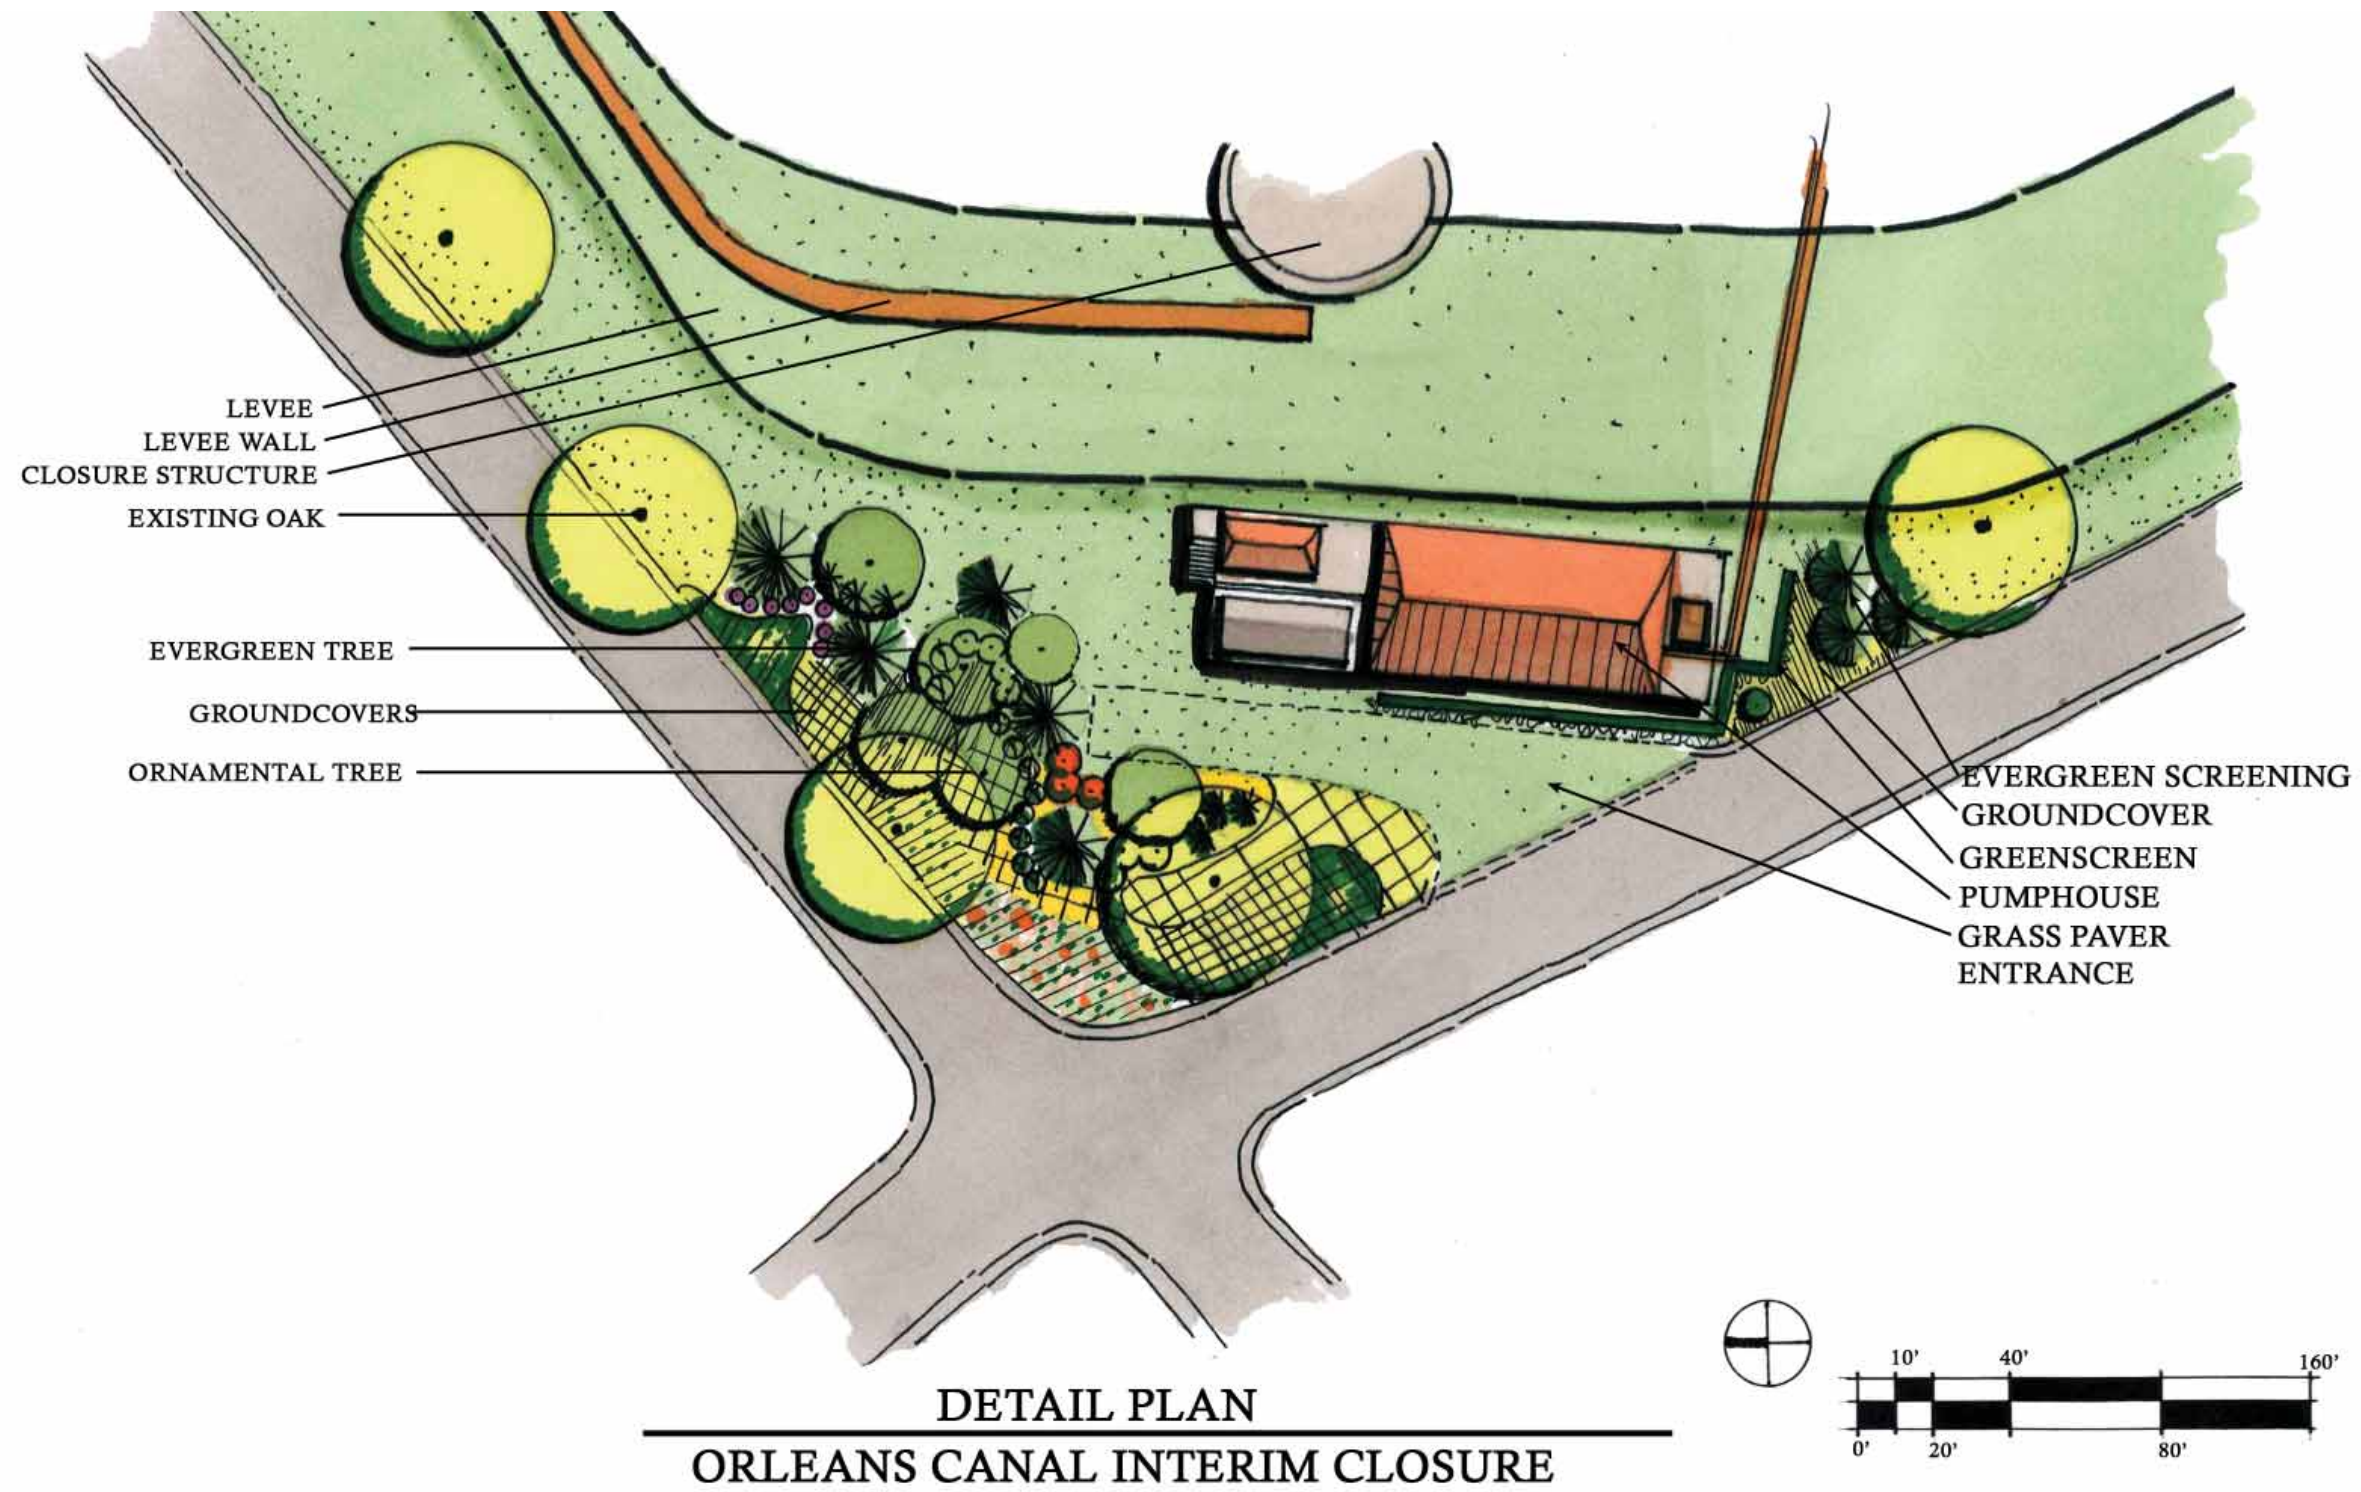 LEVEE
LEVEE WALL
CLOSURE STRUCTURE
EXISTING OAK
EVERGREEN TREE
GROUNDCOVERS
ORNAMENTAL TREE
EVERGREEN SCREENING
GROUNDCOVER
GREENSCREEN
PUMPHOUSE
GRASS PAVER
ENTRANCE
10' 40' 160'
0' 20' 80'
DETAIL PLAN
ORLEANS CANAL INTERIM CLOSURE